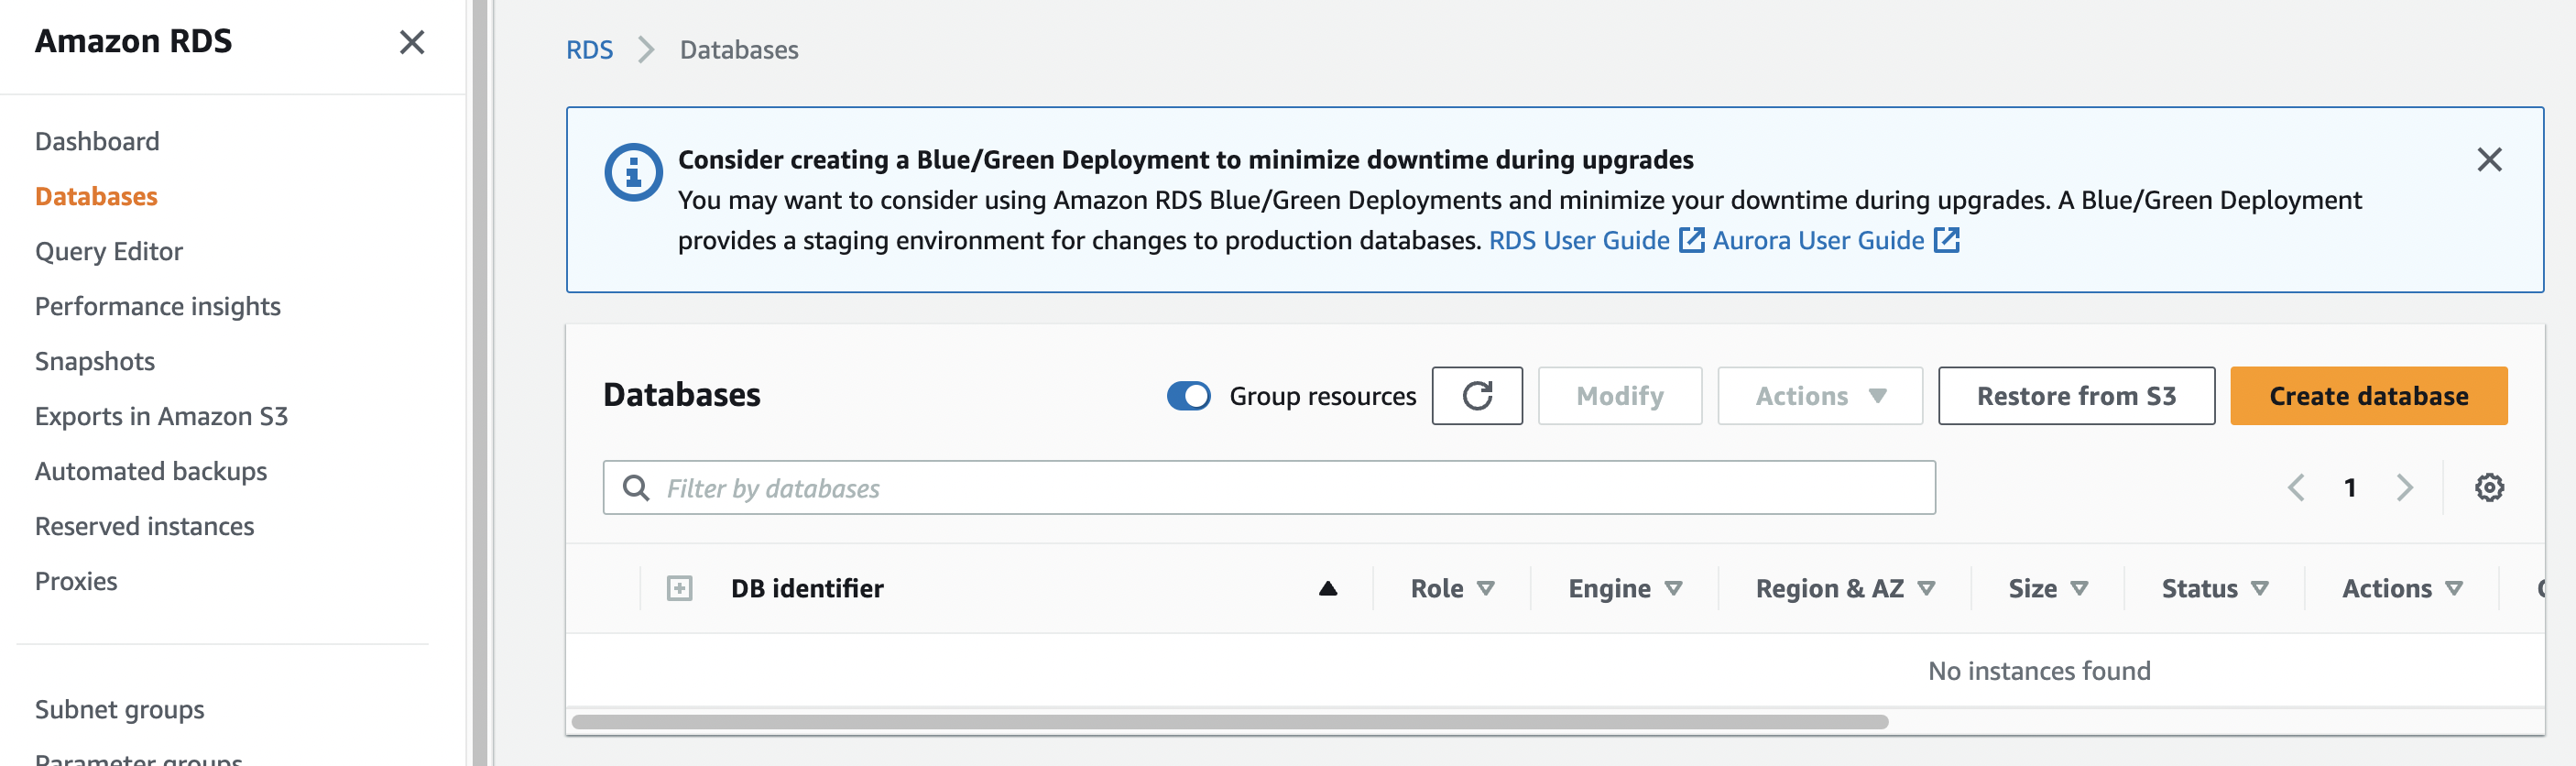 Amazon RDS
Dashboard
Databases
Query Editor
Performance insights
Snapshots
Exports in Amazon S3
Automated backups
Reserved instances
Proxies
Subnet groups
Parameter groups
RDS > Databases
Consider creating a Blue/Green Deployment to minimize downtime during upgrades
You may want to consider using Amazon RDS Blue/Green Deployments and minimize your downtime during upgrades. A Blue/Green Deployment
provides a staging environment for changes to production databases. RDS User Guide Aurora User Guide
Databases Group resources Modify Actions Restore from S3 Create database
Filter by databases 1
DB identifier Role Engine Region & AZ Size Status Actions
No instances found